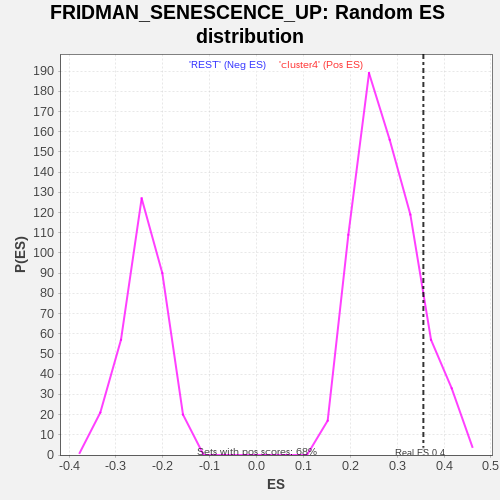 FRIDMAN_SENESCENCE_UP: Random ES
distribution
'REST' (Neg ES) 'cluster4' (Pos ES)
190
180
170
160
150
140
130
120
110
100
90
80
70
60
50
40
30
20
10
0
P(ES)
Sets with pos scores: 68%
Real ES 0.4
-0.4 -0.3 -0.2 -0.1 0.0 0.1 0.2 0.3 0.4 0.5
ES